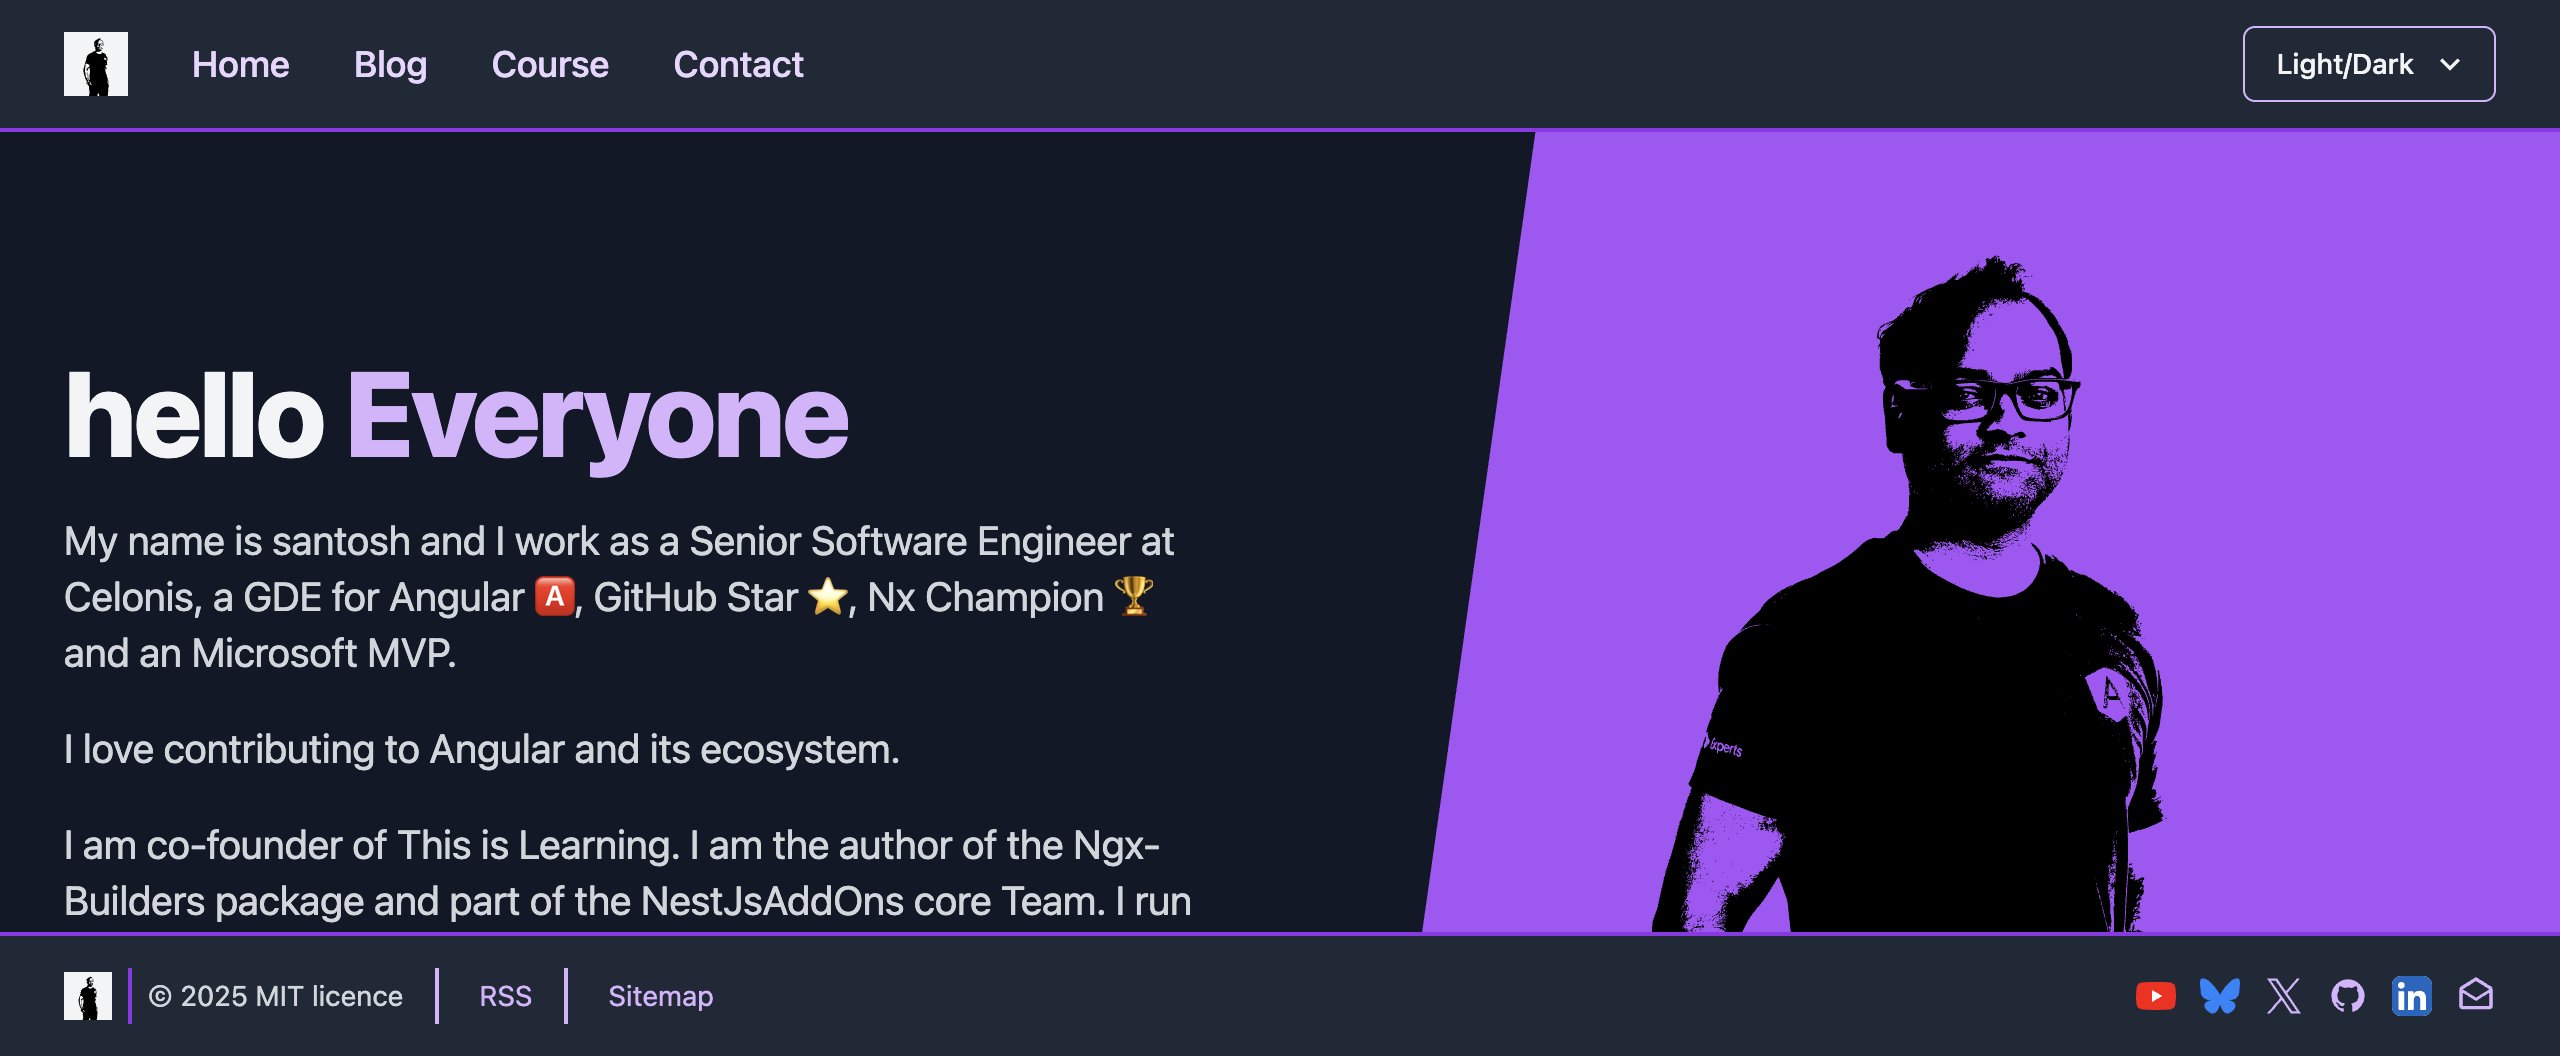 Home Blog Course Contact Light/Dark
hello Everyone
My name is santosh and I work as a Senior Software Engineer at
Celonis, a GDE for Angular 🅰️, GitHub Star ⭐, Nx Champion 🏆
and an Microsoft MVP.
I love contributing to Angular and its ecosystem.
I am co-founder of This is Learning. I am the author of the Ngx-
Builders package and part of the NestJsAddOns core Team. I run
A
experts
© 2025 MIT licence RSS Sitemap
in